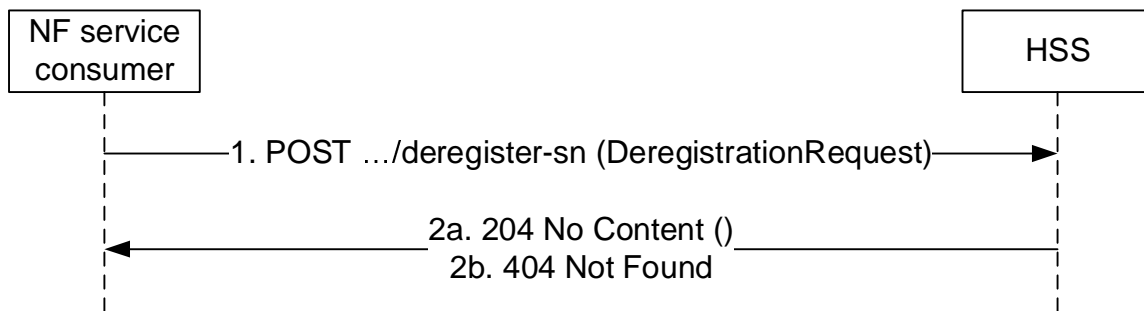 NF service
consumer
HSS
1. POST …/deregister-sn (DeregistrationRequest)
2a. 204 No Content ()
2b. 404 Not Found